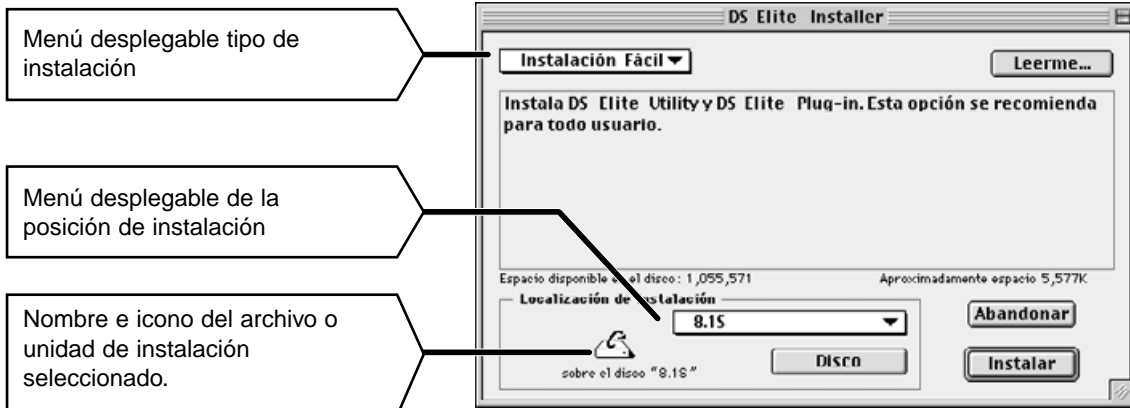 Menú desplegable tipo de
instalación
Menú desplegable de la
posición de instalación
Nombre e icono del archivo o
unidad de instalación
seleccionado.
DS Elite Installer
Instalación Fácil
Leerme...
Instala DS Elite Utility y DS Elite Plug-in. Esta opción se recomienda
para todo usuario.
Espacio disponible en el disco: 1,055,571
Aproximadamente espacio 5,577K
Localización de instalación
8.1S
sobre el disco "8.1S"
Disco
Abandonar
Instalar